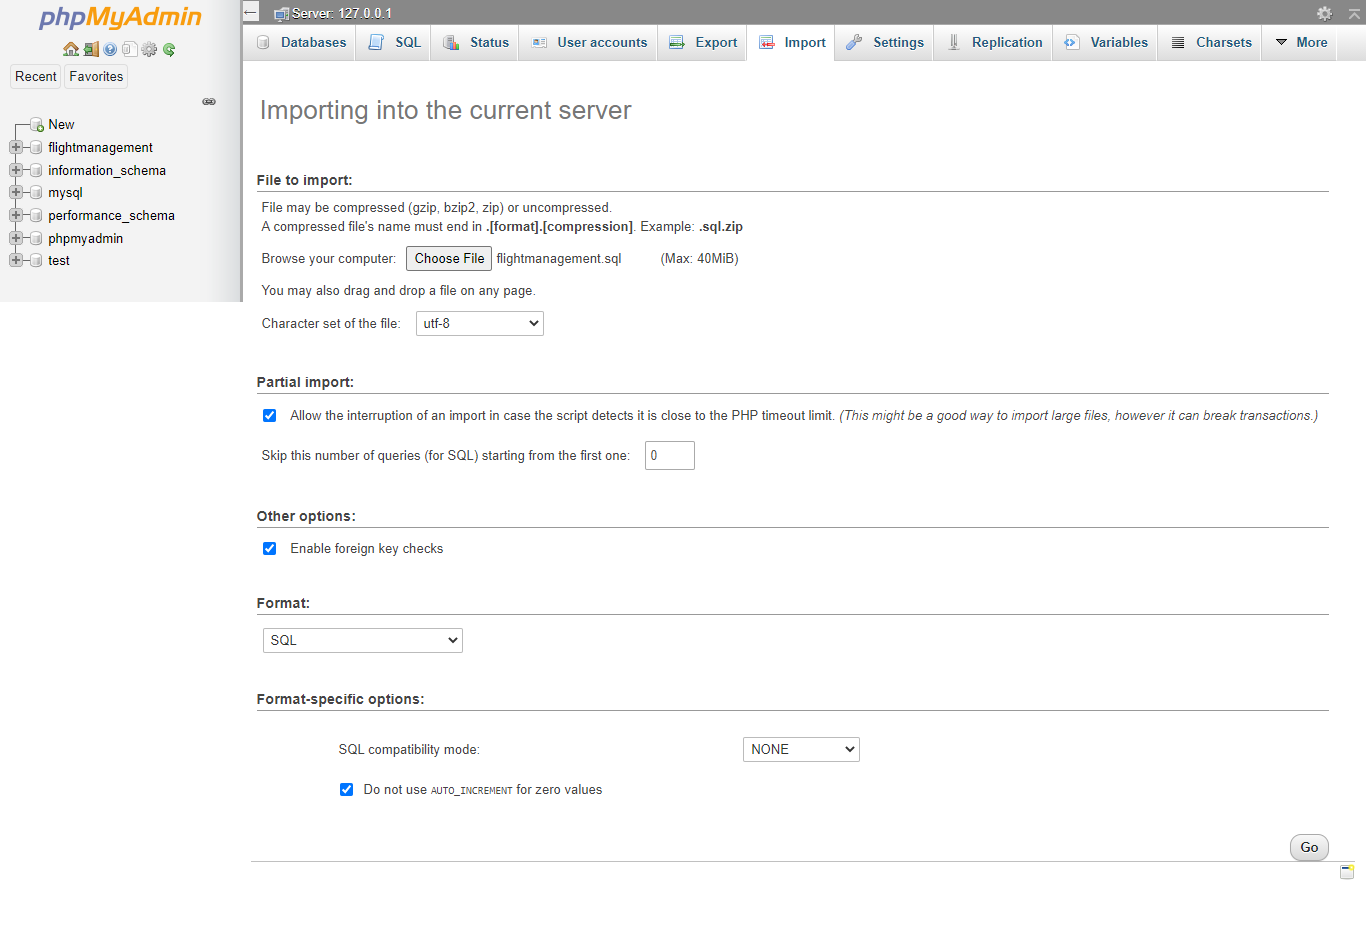 phpMyAdmin
Recent Favorites
New
flightmanagement
information_schema
mysql
performance_schema
phpmyadmin
test
Server: 127.0.0.1
Databases SQL Status User accounts Export Import Settings Replication Variables Charsets More
Importing into the current server
File to import:
File may be compressed (gzip, bzip2, zip) or uncompressed.
A compressed file's name must end in .[format].[compression]. Example: .sql.zip
Browse your computer: Choose File flightmanagement.sql (Max: 40MiB)
You may also drag and drop a file on any page.
Character set of the file: utf-8
Partial import:
Allow the interruption of an import in case the script detects it is close to the PHP timeout limit. (This might be a good way to import large files, however it can break transactions.)
Skip this number of queries (for SQL) starting from the first one: 0
Other options:
Enable foreign key checks
Format:
SQL
Format-specific options:
SQL compatibility mode: NONE
Do not use AUTO_INCREMENT for zero values
Go